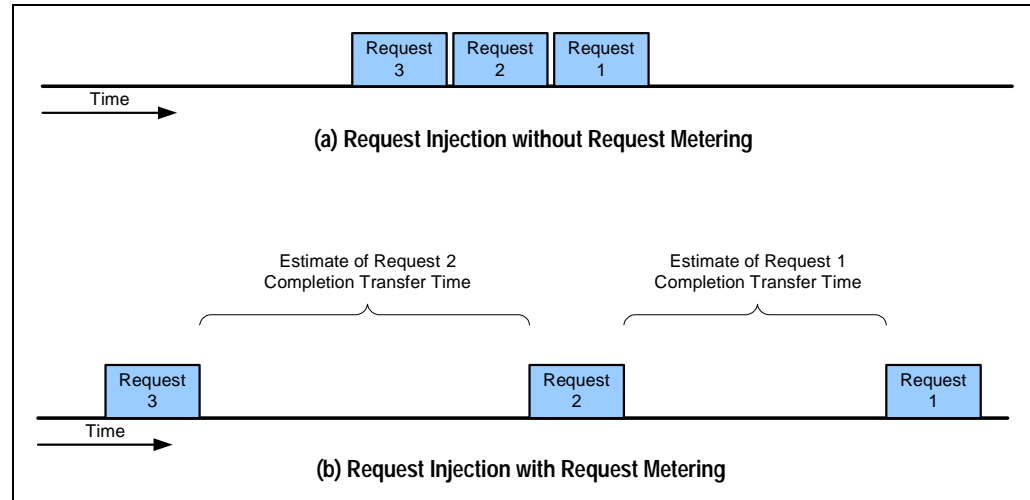 Request
3
Request
2
Request
1
Time
(a) Request Injection without Request Metering
Estimate of Request 2
Completion Transfer Time
Estimate of Request 1
Completion Transfer Time
Request
3
Request
2
Request
1
Time
(b) Request Injection with Request Metering